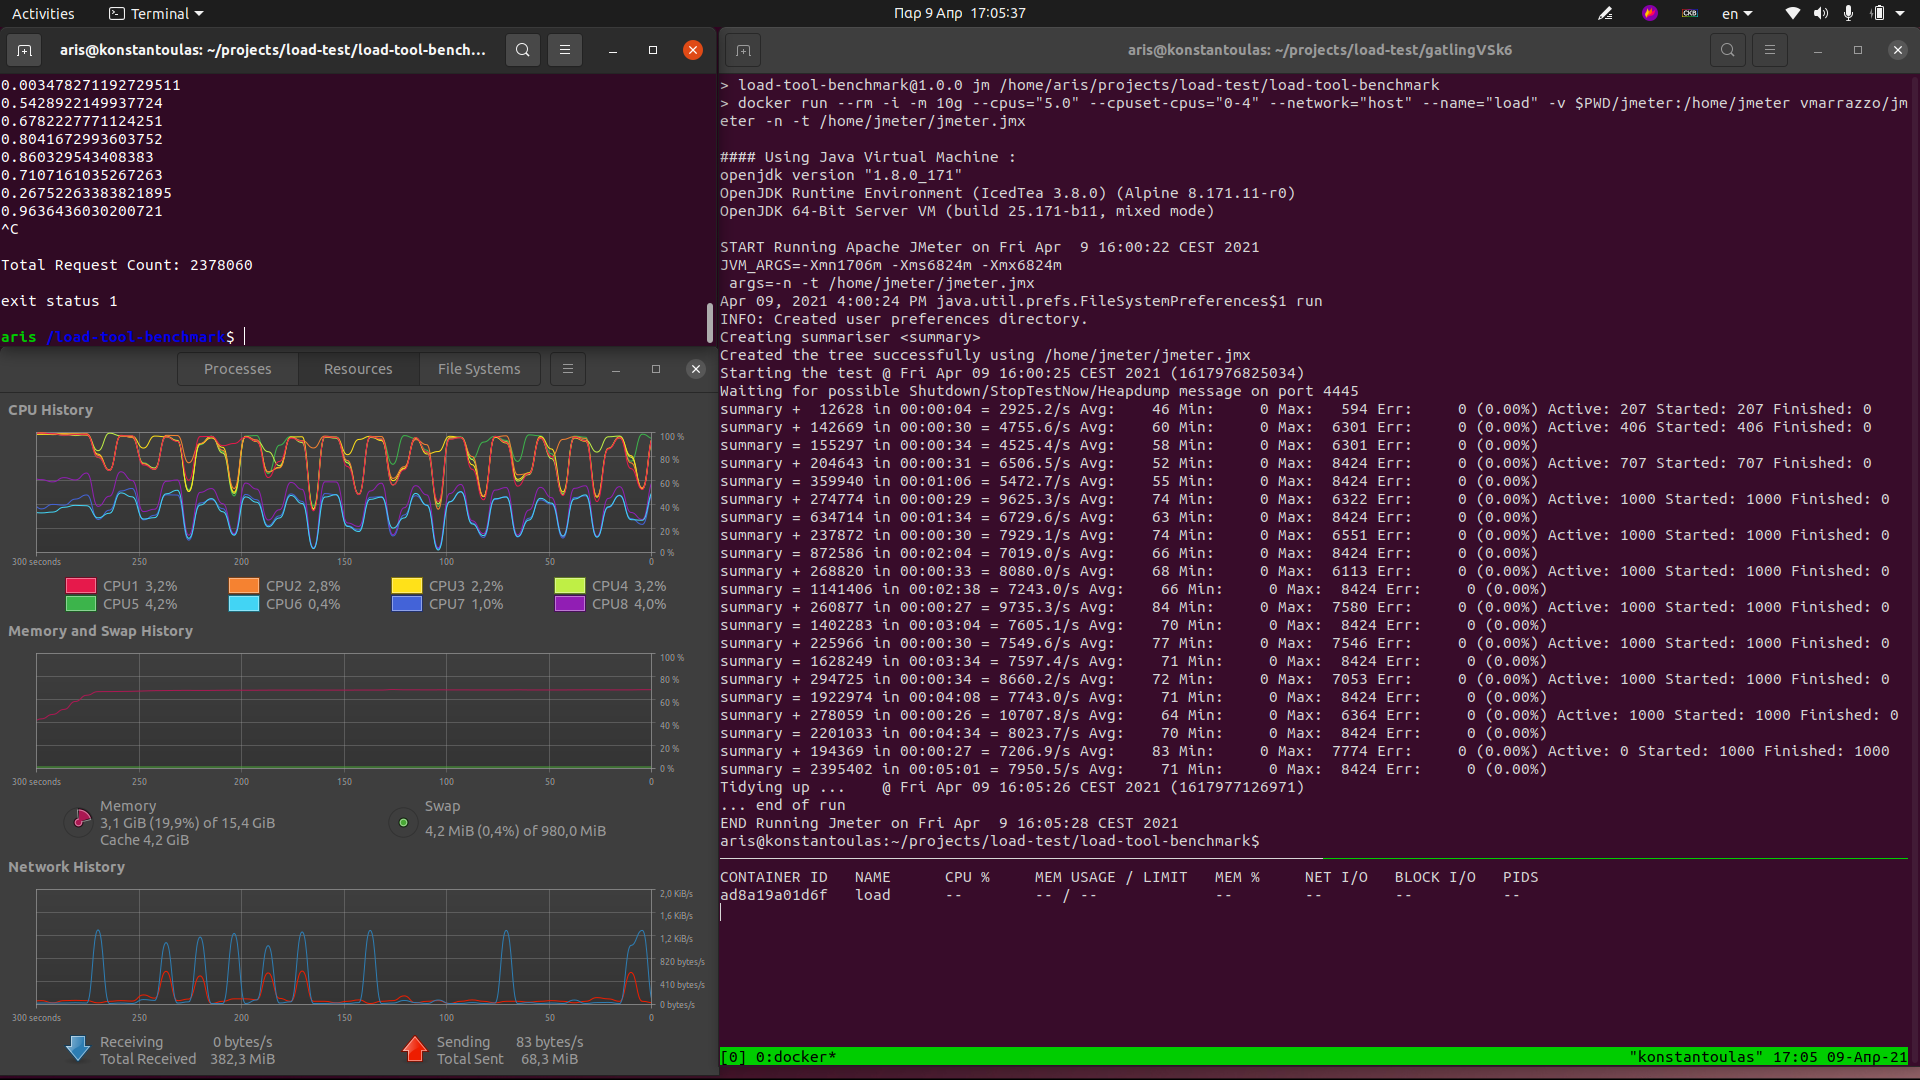 Activities Terminal Παρ 9 Απρ 17:05:37 en
aris@konstantoulas: ~/projects/load-test/load-tool-bench...
0.003478271192729511
0.5428922149937724
0.6782227771124251
0.8041672993603752
0.860329543408383
0.7107161035267263
0.26752263383821895
0.9636436030200721
^C
Total Request Count: 2378060
exit status 1
aris /load-tool-benchmark$
Processes Resources File Systems
CPU History
100 %
80 %
60 %
40 %
20 %
0 %
300 seconds 250 200 150 100 50 0
CPU1 3,2% CPU2 2,8% CPU3 2,2% CPU4 3,2%
CPU5 4,2% CPU6 0,4% CPU7 1,0% CPU8 4,0%
Memory and Swap History
100 %
80 %
60 %
40 %
20 %
0 %
300 seconds 250 200 150 100 50 0
Memory
3,1 GiB (19,9%) of 15,4 GiB
Cache 4,2 GiB
Swap
4,2 MiB (0,4%) of 980,0 MiB
Network History
2,0 KiB/s
1,6 KiB/s
1,2 KiB/s
820 bytes/s
410 bytes/s
0 bytes/s
300 seconds 250 200 150 100 50 0
Receiving 0 bytes/s
Total Received 382,3 MiB
Sending 83 bytes/s
Total Sent 68,3 MiB
aris@konstantoulas: ~/projects/load-test/gatlingVSk6
> load-tool-benchmark@1.0.0 jm /home/aris/projects/load-test/load-tool-benchmark
> docker run --rm -i -m 10g --cpus="5.0" --cpuset-cpus="0-4" --network="host" --name="load" -v $PWD/jmeter:/home/jmeter vmarrazzo/jm
eter -n -t /home/jmeter/jmeter.jmx
#### Using Java Virtual Machine :
openjdk version "1.8.0_171"
OpenJDK Runtime Environment (IcedTea 3.8.0) (Alpine 8.171.11-r0)
OpenJDK 64-Bit Server VM (build 25.171-b11, mixed mode)
START Running Apache JMeter on Fri Apr  9 16:00:22 CEST 2021
JVM_ARGS=-Xmn1706m -Xms6824m -Xmx6824m
args=-n -t /home/jmeter/jmeter.jmx
Apr 09, 2021 4:00:24 PM java.util.prefs.FileSystemPreferences$1 run
INFO: Created user preferences directory.
Creating summariser <summary>
Created the tree successfully using /home/jmeter/jmeter.jmx
Starting the test @ Fri Apr 09 16:00:25 CEST 2021 (1617976825034)
Waiting for possible Shutdown/StopTestNow/Heapdump message on port 4445
summary +  12628 in 00:00:04 = 2925.2/s Avg:    46 Min:     0 Max:   594 Err:     0 (0.00%) Active: 207 Started: 207 Finished: 0
summary + 142669 in 00:00:30 = 4755.6/s Avg:    60 Min:     0 Max:  6301 Err:     0 (0.00%) Active: 406 Started: 406 Finished: 0
summary = 155297 in 00:00:34 = 4525.4/s Avg:    58 Min:     0 Max:  6301 Err:     0 (0.00%)
summary + 204643 in 00:00:31 = 6506.5/s Avg:    52 Min:     0 Max:  8424 Err:     0 (0.00%) Active: 707 Started: 707 Finished: 0
summary = 359940 in 00:01:06 = 5472.7/s Avg:    55 Min:     0 Max:  8424 Err:     0 (0.00%)
summary + 274774 in 00:00:29 = 9625.3/s Avg:    74 Min:     0 Max:  6322 Err:     0 (0.00%) Active: 1000 Started: 1000 Finished: 0
summary = 634714 in 00:01:34 = 6729.6/s Avg:    63 Min:     0 Max:  8424 Err:     0 (0.00%)
summary + 237872 in 00:00:30 = 7929.1/s Avg:    74 Min:     0 Max:  6551 Err:     0 (0.00%) Active: 1000 Started: 1000 Finished: 0
summary = 872586 in 00:02:04 = 7019.0/s Avg:    66 Min:     0 Max:  8424 Err:     0 (0.00%)
summary + 268820 in 00:00:33 = 8080.0/s Avg:    68 Min:     0 Max:  6113 Err:     0 (0.00%) Active: 1000 Started: 1000 Finished: 0
summary = 1141406 in 00:02:38 = 7243.0/s Avg:    66 Min:     0 Max:  8424 Err:     0 (0.00%)
summary + 260877 in 00:00:27 = 9735.3/s Avg:    84 Min:     0 Max:  7580 Err:     0 (0.00%) Active: 1000 Started: 1000 Finished: 0
summary = 1402283 in 00:03:04 = 7605.1/s Avg:    70 Min:     0 Max:  8424 Err:     0 (0.00%)
summary + 225966 in 00:00:30 = 7549.6/s Avg:    77 Min:     0 Max:  7546 Err:     0 (0.00%) Active: 1000 Started: 1000 Finished: 0
summary = 1628249 in 00:03:34 = 7597.4/s Avg:    71 Min:     0 Max:  8424 Err:     0 (0.00%)
summary + 294725 in 00:00:34 = 8660.2/s Avg:    72 Min:     0 Max:  7053 Err:     0 (0.00%) Active: 1000 Started: 1000 Finished: 0
summary = 1922974 in 00:04:08 = 7743.0/s Avg:    71 Min:     0 Max:  8424 Err:     0 (0.00%)
summary + 278059 in 00:00:26 = 10707.8/s Avg:    64 Min:     0 Max:  6364 Err:     0 (0.00%) Active: 1000 Started: 1000 Finished: 0
summary = 2201033 in 00:04:34 = 8023.7/s Avg:    70 Min:     0 Max:  8424 Err:     0 (0.00%)
summary + 194369 in 00:00:27 = 7206.9/s Avg:    83 Min:     0 Max:  7774 Err:     0 (0.00%) Active: 0 Started: 1000 Finished: 1000
summary = 2395402 in 00:05:01 = 7950.5/s Avg:    71 Min:     0 Max:  8424 Err:     0 (0.00%)
Tidying up ...    @ Fri Apr 09 16:05:26 CEST 2021 (1617977126971)
... end of run
END Running Jmeter on Fri Apr  9 16:05:28 CEST 2021
aris@konstantoulas:~/projects/load-test/load-tool-benchmark$
CONTAINER ID   NAME      CPU %     MEM USAGE / LIMIT   MEM %     NET I/O   BLOCK I/O   PIDS
ad8a19a01d6f   load      --        -- / --             --        --        --          --
[0] 0:docker* "konstantoulas" 17:05 09-Απρ-21